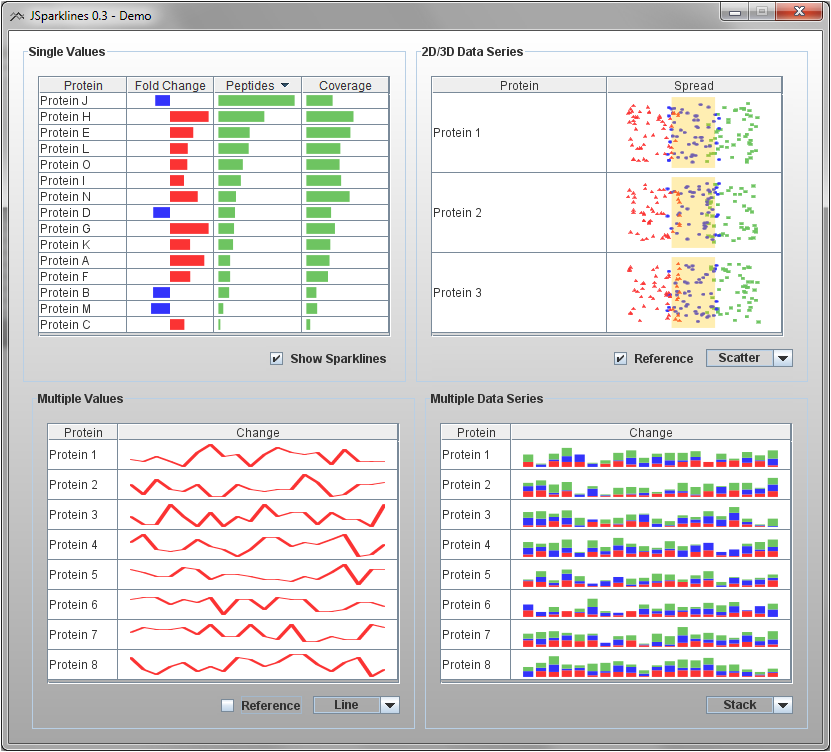 JSparklines 0.3 - Demo
Single Values
Protein Fold Change Peptides Coverage
Protein J
Protein H
Protein E
Protein L
Protein O
Protein I
Protein N
Protein D
Protein G
Protein K
Protein A
Protein F
Protein B
Protein M
Protein C
Show Sparklines
2D/3D Data Series
Protein Spread
Protein 1
Protein 2
Protein 3
Reference Scatter
Multiple Values
Protein Change
Protein 1
Protein 2
Protein 3
Protein 4
Protein 5
Protein 6
Protein 7
Protein 8
Reference Line
Multiple Data Series
Protein Change
Protein 1
Protein 2
Protein 3
Protein 4
Protein 5
Protein 6
Protein 7
Protein 8
Stack